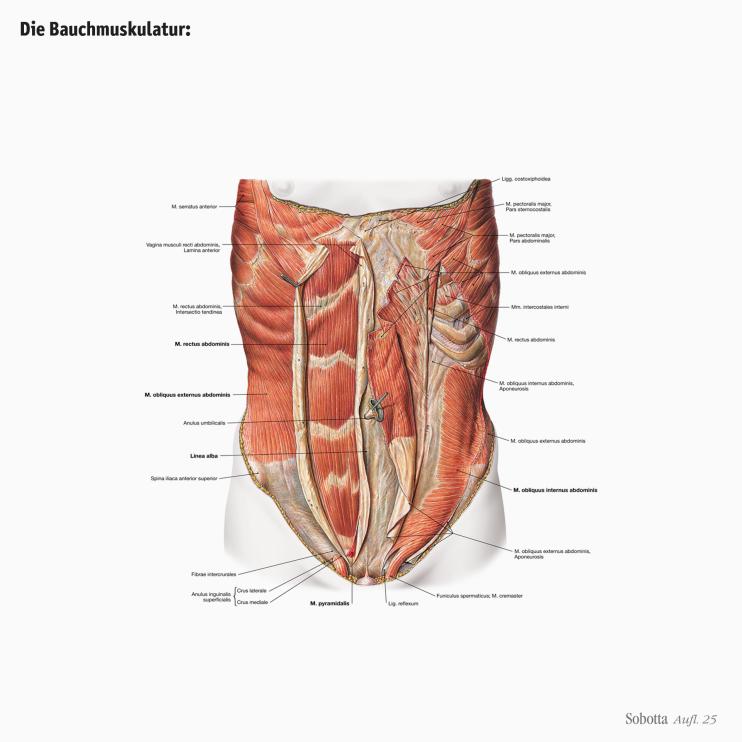 Die Bauchmuskulatur:
Ligg. costoxiphoidea
M. serratus anterior
M. pectoralis major,
Pars sternocostalis
M. pectoralis major,
Pars abdominalis
Vagina musculi recti abdominis,
Lamina anterior
M. obliquus externus abdominis
M. rectus abdominis,
Intersectio tendinea
Mm. intercostales interni
M. rectus abdominis
M. rectus abdominis
M. obliquus internus abdominis,
Aponeurosis
M. obliquus externus abdominis
Anulus umbilicalis
M. obliquus externus abdominis
Linea alba
Spina iliaca anterior superior
M. obliquus internus abdominis
M. obliquus externus abdominis,
Aponeurosis
Fibrae intercrurales
Anulus inguinalis
superficialis
Crus laterale
Crus mediale
M. pyramidalis
Lig. reflexum
Funiculus spermaticus; M. cremaster
Sobotta Aufl. 25